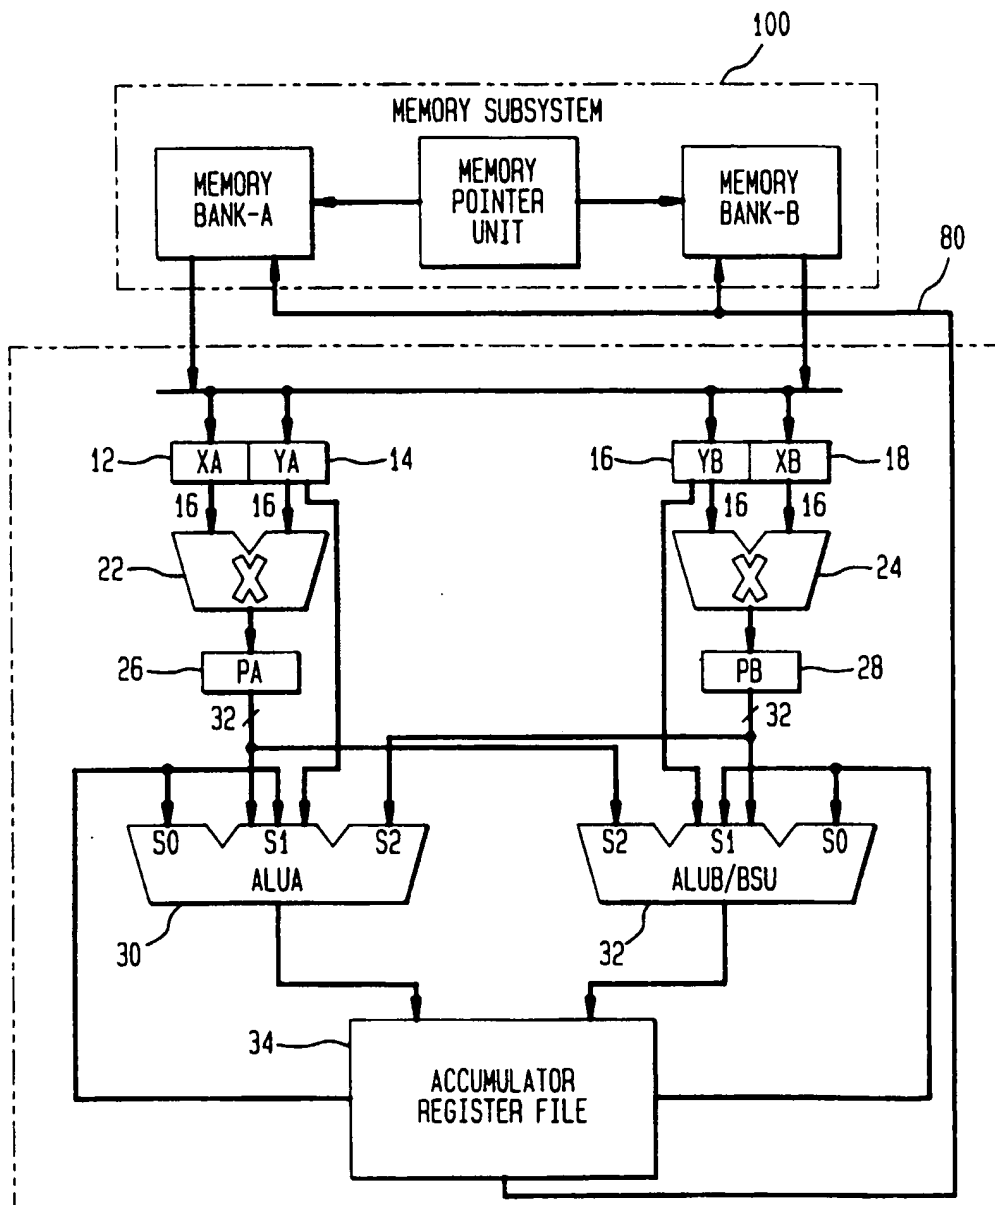 100
MEMORY SUBSYSTEM
MEMORY
BANK-A
MEMORY
POINTER
UNIT
MEMORY
BANK-B
80
12
XA
YA
14
16
YB
XB
18
16
16
16
16
22
X
X
24
26
PA
PB
28
32
32
S0
S1
S2
ALUA
S2
S1
S0
ALUB/BSU
30
32
34
ACCUMULATOR
REGISTER FILE